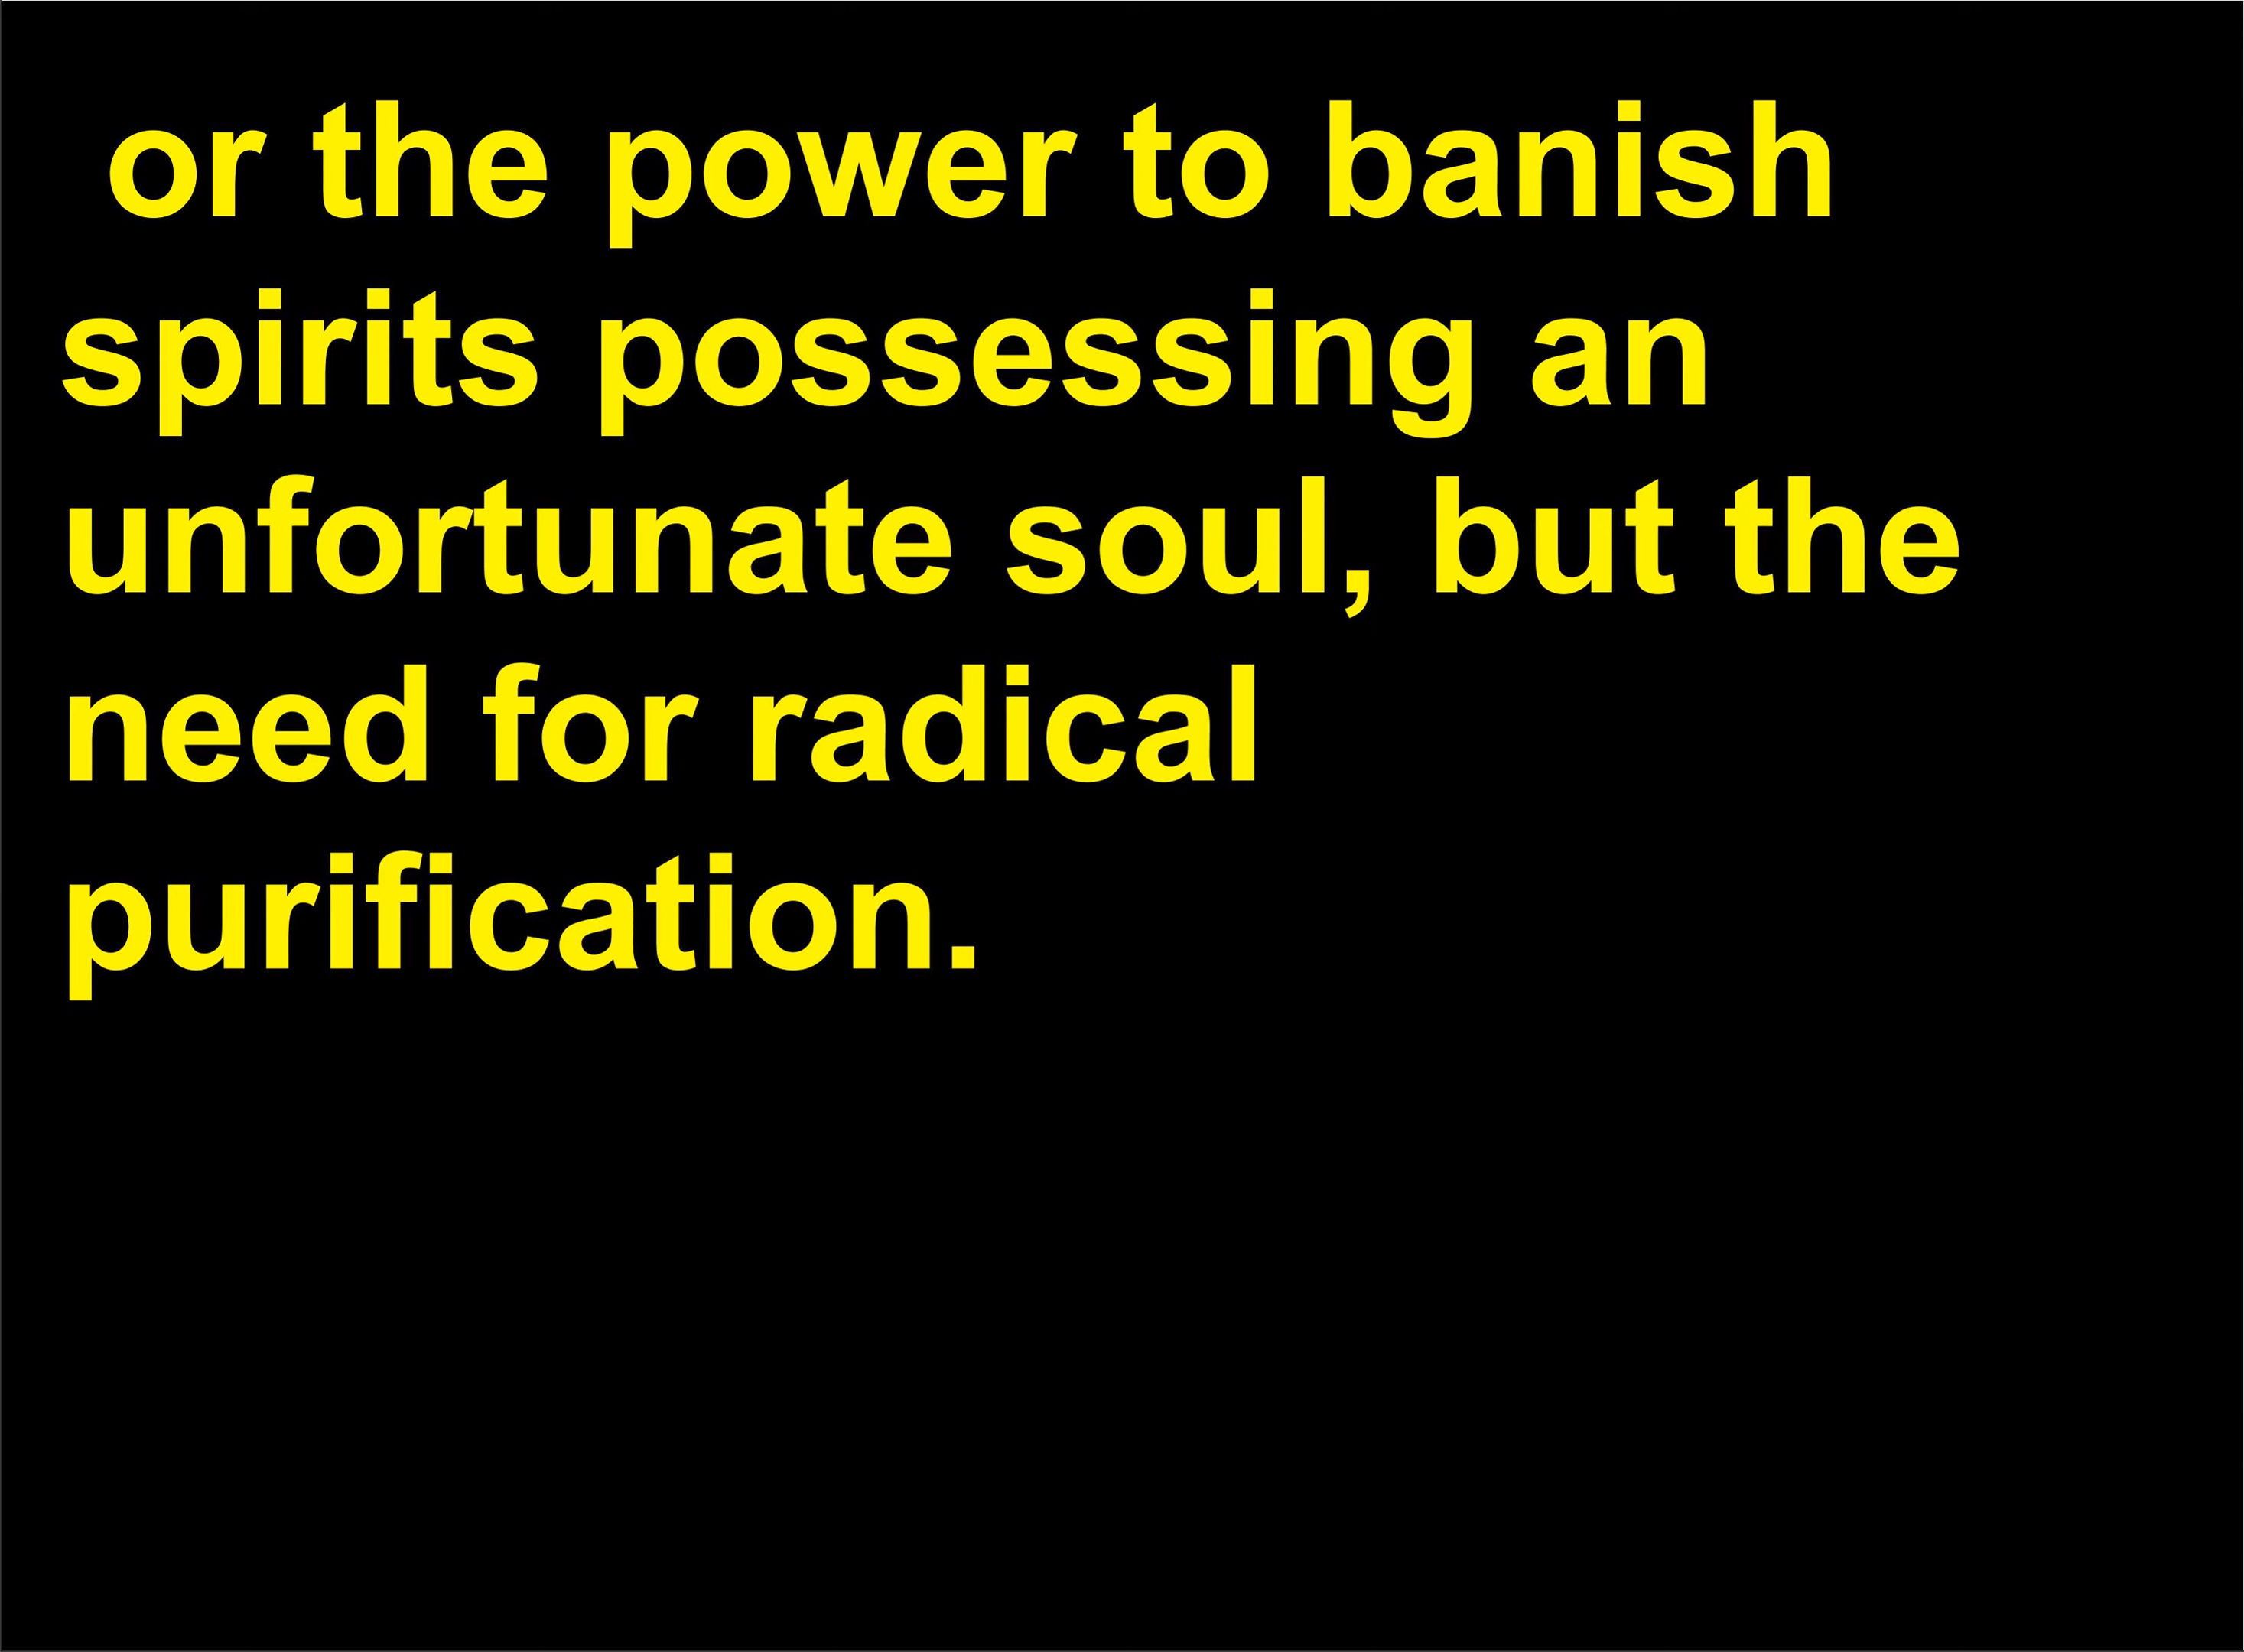 or the power to banish
spirits possessing an
unfortunate soul, but the
need for radical
purification.